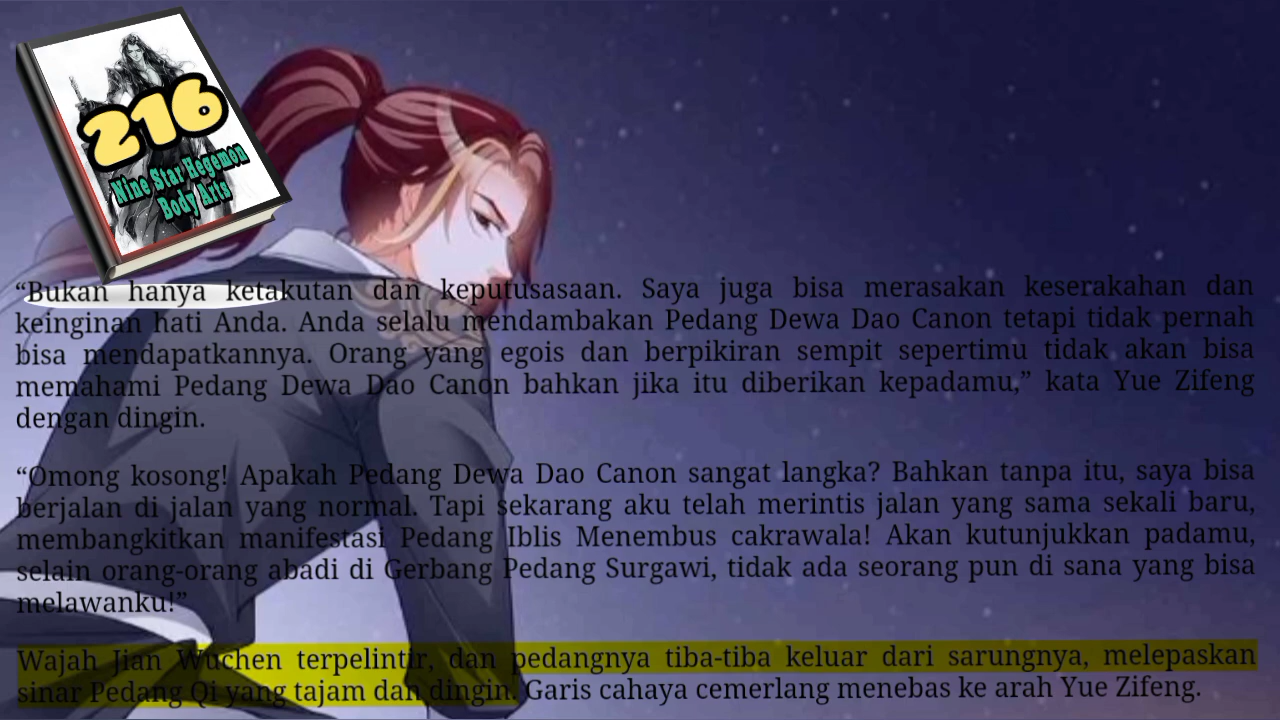 216
Nine Star Hegemon
Body Arts
“Bukan hanya ketakutan dan keputusasaan. Saya juga bisa merasakan keserakahan dan
keinginan hati Anda. Anda selalu mendambakan Pedang Dewa Dao Canon tetapi tidak pernah
bisa mendapatkannya. Orang yang egois dan berpikiran sempit sepertimu tidak akan bisa
memahami Pedang Dewa Dao Canon bahkan jika itu diberikan kepadamu,” kata Yue Zifeng
dengan dingin.
“Omong kosong! Apakah Pedang Dewa Dao Canon sangat langka? Bahkan tanpa itu, saya bisa
berjalan di jalan yang normal. Tapi sekarang aku telah merintis jalan yang sama sekali baru,
membangkitkan manifestasi Pedang Iblis Menembus cakrawala! Akan kutunjukkan padamu,
selain orang-orang abadi di Gerbang Pedang Surgawi, tidak ada seorang pun di sana yang bisa
melawanku!”
Wajah Jian Wuchen terpelintir, dan pedangnya tiba-tiba keluar dari sarungnya, melepaskan
sinar Pedang Qi yang tajam dan dingin. Garis cahaya cemerlang menebas ke arah Yue Zifeng.